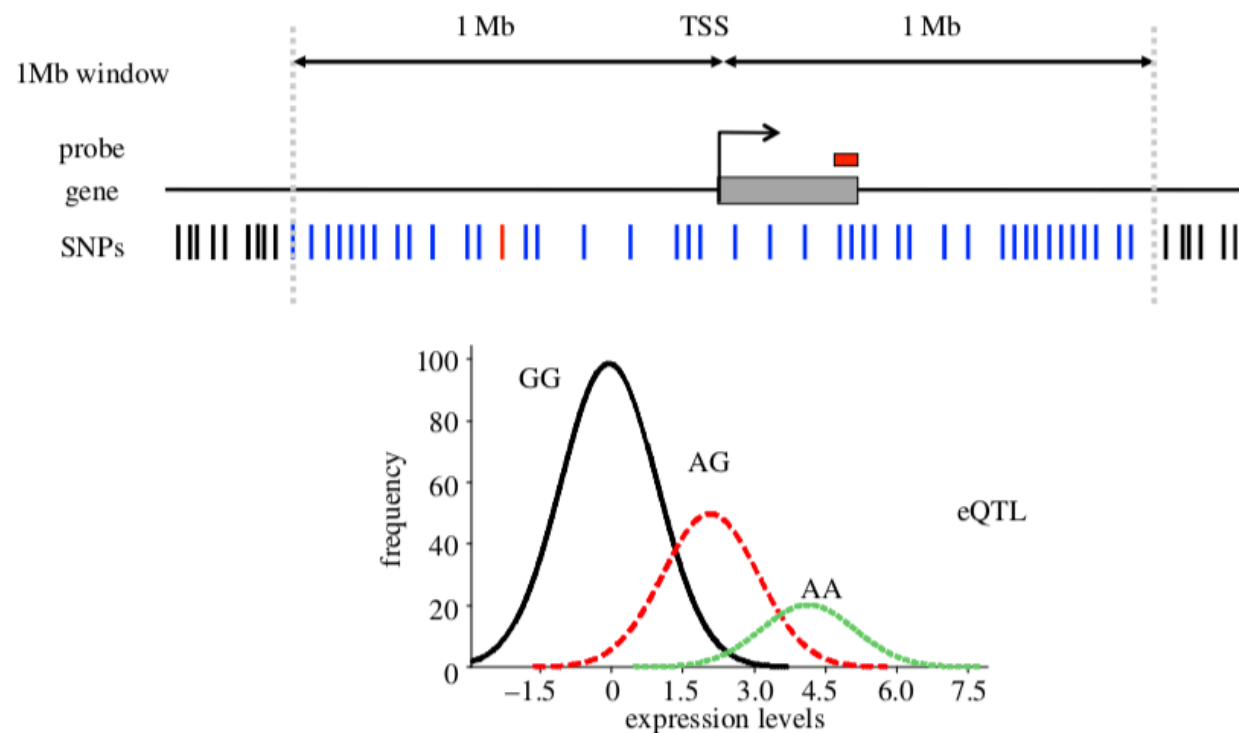 1 Mb TSS 1 Mb
1Mb window
probe
gene
SNPs
100
80
60
40
20
0
frequency
GG
AG
AA
eQTL
–1.5 0 1.5 3.0 4.5 6.0 7.5
expression levels